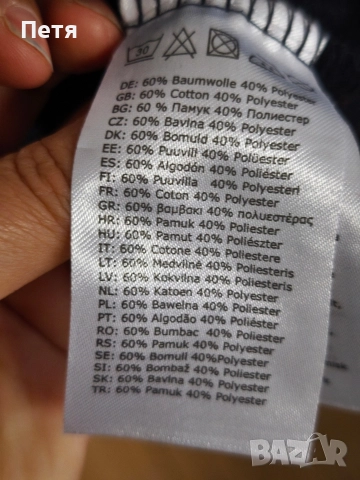 Петя
30
DE: 60% Baumwolle 40% Polyester
GB: 60% Cotton 40% Polyester
BG: 60 % Памук 40% Полиестер
CZ: 60% Bavlna 40% Polyester
DK: 60% Bomuld 40% Polyester
EE: 60% Puuvill 40% Polüester
ES: 60% Algodón 40% Poliéster
FI: 60% Puuvilla 40% Polyesteri
FR: 60% Coton 40% Polyester
GR: 60% βαμβακι 40% πολυεστέρας
HR: 60% Pamuk 40% Poliester
HU: 60% Pamut 40% Poliészter
IT: 60% Cotone 40% Poliestere
LT: 60% Medvilnė 40% Poliesteris
LV: 60% Kokvilna 40% Poliesteris
NL: 60% Katoen 40% Polyester
PL: 60% Bawełna 40% Poliester
PT: 60% Algodão 40% Poliéster
RO: 60% Bumbac 40% Poliester
RS: 60% Pamuk 40% Poliester
SE: 60% Bomull 40%Polyester
SI: 60% Bombaž 40% Poliester
SK: 60% Bavlna 40% Polyester
TR: 60% Pamuk 40% Polyester
BAZAR.bg